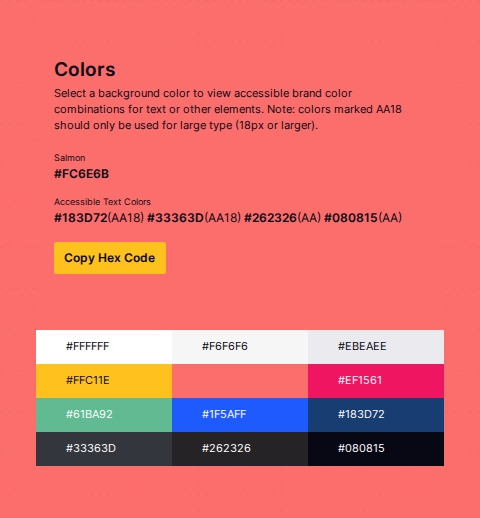 Colors
Select a background color to view accessible brand color
combinations for text or other elements. Note: colors marked AA18
should only be used for large type (18px or larger).
Salmon
#FC6E6B
Accessible Text Colors
#183D72(AA18) #33363D(AA18) #262326(AA) #080815(AA)
Copy Hex Code
#FFFFFF #F6F6F6 #EBEAEE
#FFC11E #EF1561
#61BA92 #1F5AFF #183D72
#33363D #262326 #080815